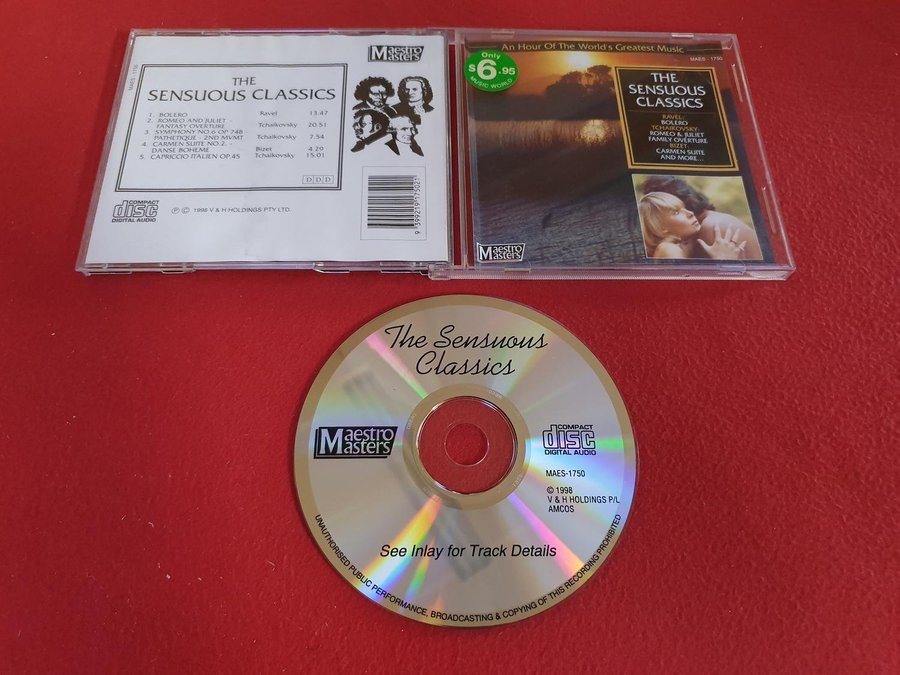 MAES - 1750
Maestro
Masters
THE
SENSUOUS CLASSICS
1. BOLERO Ravel 13.47
2. ROMEO AND JULIET -
FANTASY OVERTURE Tchaikovsky 20.51
3. SYMPHONY NO.6 OP 74B -
PATHETIQUE - 2ND MVMT Tchaikovsky 7.54
4. CARMEN SUITE NO.2. -
DANSE BOHEME Bizet 4.29
5. CAPRICCIO ITALIEN OP.45 Tchaikovsky 15.01
DDD
COMPACT
disc
DIGITAL AUDIO
℗ © 1998 V & H HOLDINGS PTY LTD.
9 399219 175021
An Hour Of The World's Greatest Music
MAES - 1750
Only
$6.95
MUSIC WORLD
THE
SENSUOUS
CLASSICS
RAVEL:
BOLERO
TCHAIKOVSKY:
ROMEO & JULIET
FAMILY OVERTURE
BIZET:
CARMEN SUITE
AND MORE...
Maestro
Masters
The Sensuous
Classics
Maestro
Masters
COMPACT
disc
DIGITAL AUDIO
MAES-1750
© 1998
V & H HOLDINGS P/L
AMCOS
See Inlay for Track Details
UNAUTHORISED PUBLIC PERFORMANCE, BROADCASTING & COPYING OF THIS RECORDING PROHIBITED